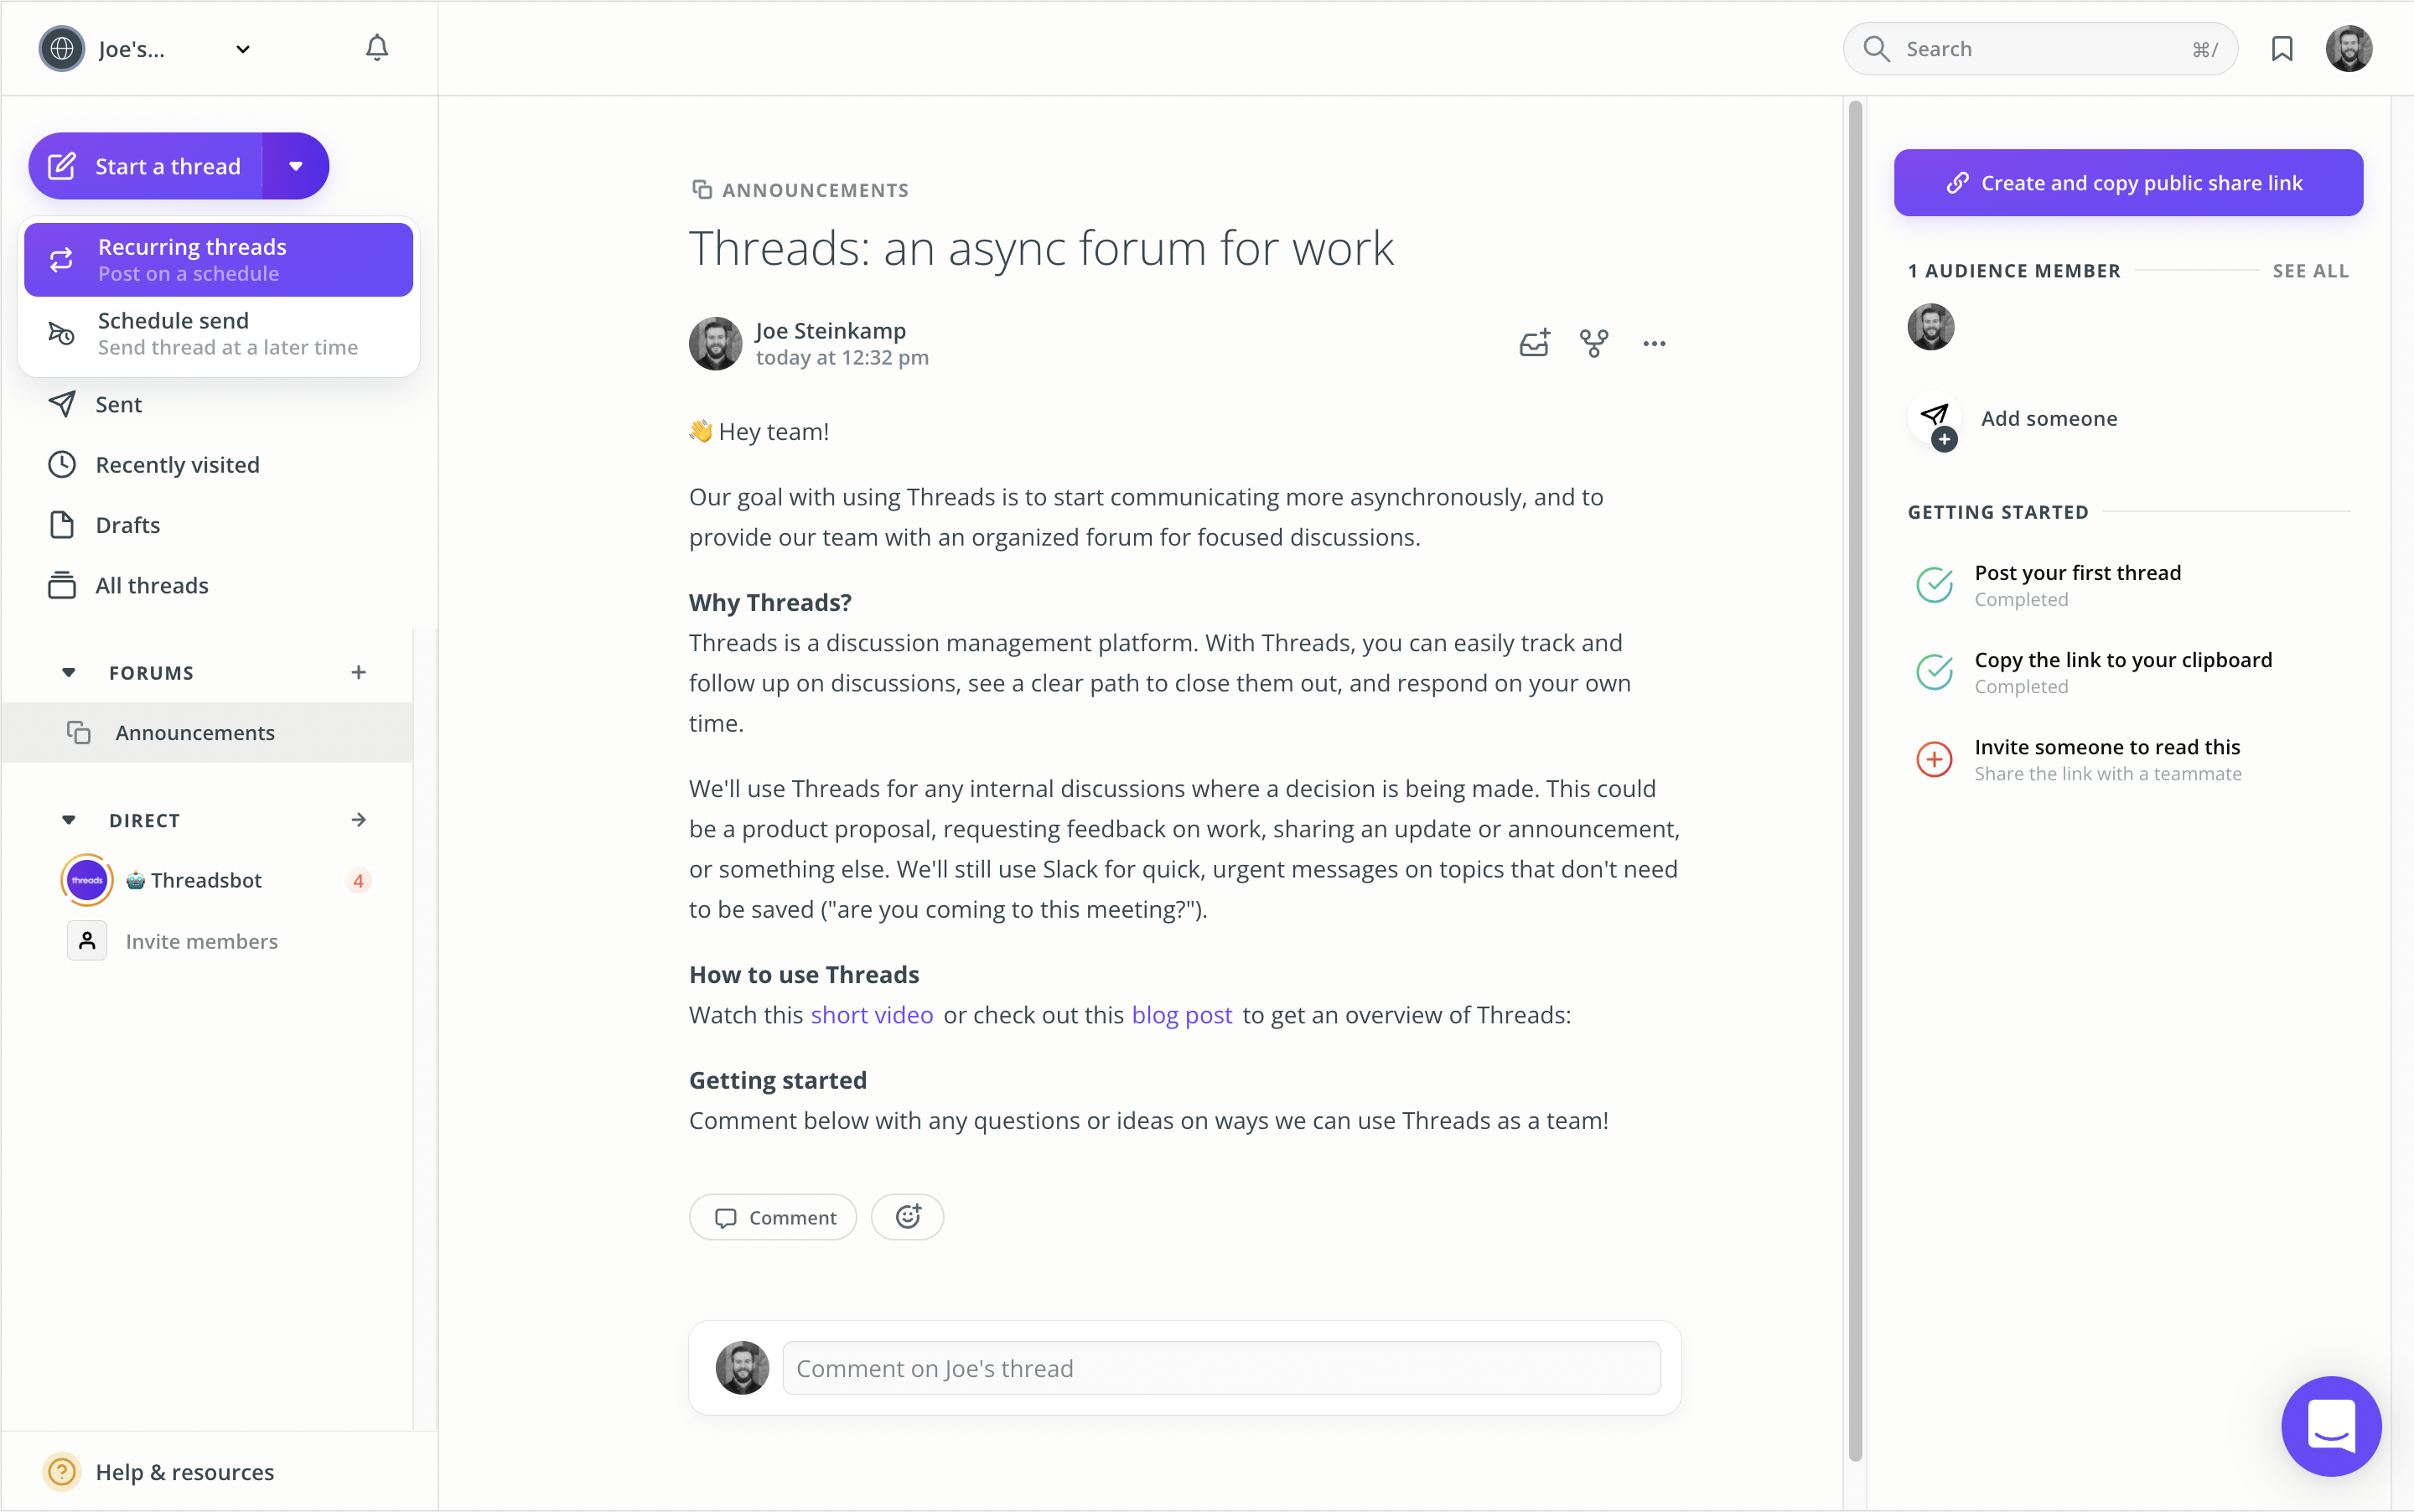 Joe's...
Search
⌘/
Start a thread
Recurring threads
Post on a schedule
Schedule send
Send thread at a later time
Sent
Recently visited
Drafts
All threads
FORUMS
Announcements
DIRECT
threads
🤖 Threadsbot
4
Invite members
Help & resources
ANNOUNCEMENTS
Threads: an async forum for work
Joe Steinkamp
today at 12:32 pm
👋 Hey team!
Our goal with using Threads is to start communicating more asynchronously, and to
provide our team with an organized forum for focused discussions.
Why Threads?
Threads is a discussion management platform. With Threads, you can easily track and
follow up on discussions, see a clear path to close them out, and respond on your own
time.
We'll use Threads for any internal discussions where a decision is being made. This could
be a product proposal, requesting feedback on work, sharing an update or announcement,
or something else. We'll still use Slack for quick, urgent messages on topics that don't need
to be saved ("are you coming to this meeting?").
How to use Threads
Watch this short video or check out this blog post to get an overview of Threads:
Getting started
Comment below with any questions or ideas on ways we can use Threads as a team!
Comment
Comment on Joe's thread
Create and copy public share link
1 AUDIENCE MEMBER
SEE ALL
Add someone
GETTING STARTED
Post your first thread
Completed
Copy the link to your clipboard
Completed
Invite someone to read this
Share the link with a teammate